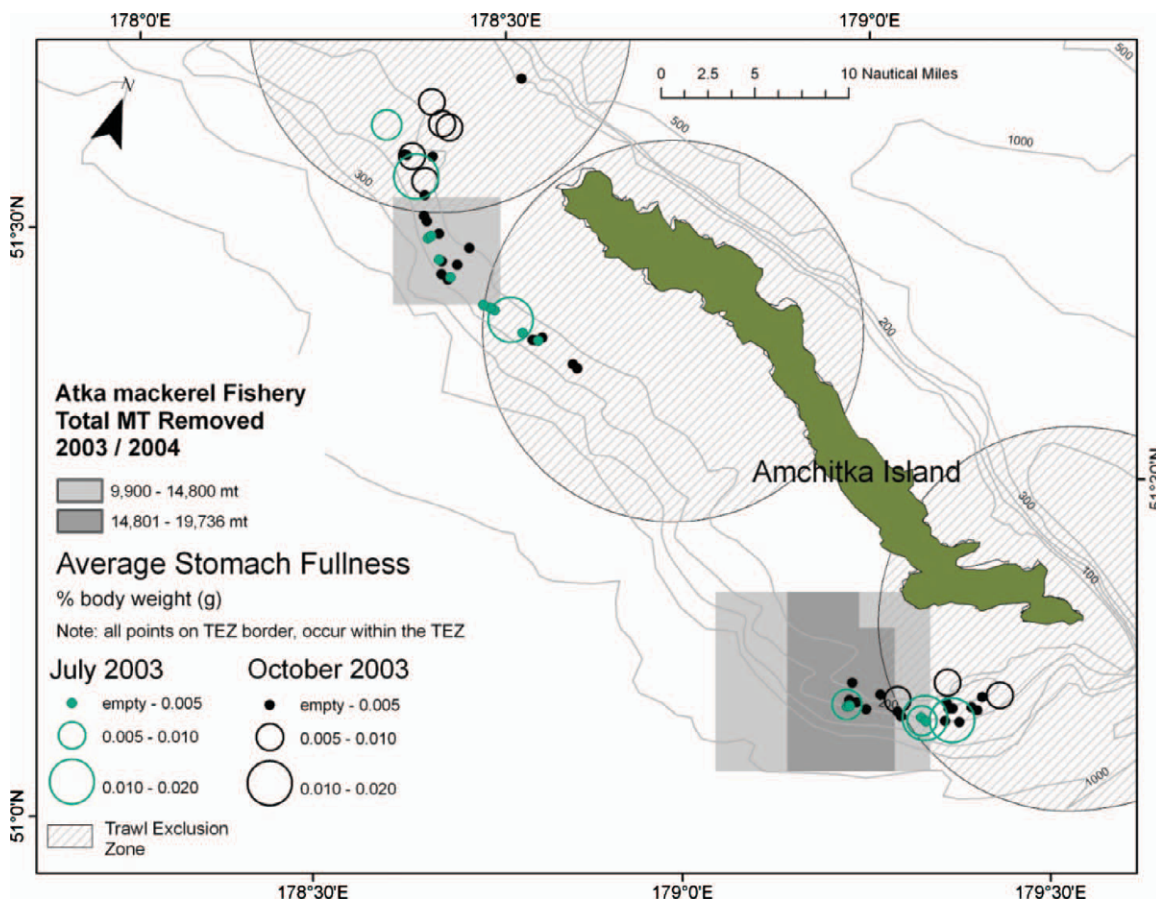 178°0'E
178°30'E
179°0'E
N
0 2.5 5 10 Nautical Miles
500
500
1000
300
51°30'N
200
Atka mackerel Fishery
Total MT Removed
2003 / 2004
Amchitka Island
51°30'N
9,900 - 14,800 mt
14,801 - 19,736 mt
300
Average Stomach Fullness
% body weight (g)
100
Note: all points on TEZ border, occur within the TEZ
July 2003
October 2003
empty - 0.005
empty - 0.005
200
0.005 - 0.010
0.005 - 0.010
0.010 - 0.020
0.010 - 0.020
1000
51°0'N
Trawl Exclusion
Zone
178°30'E
179°0'E
179°30'E